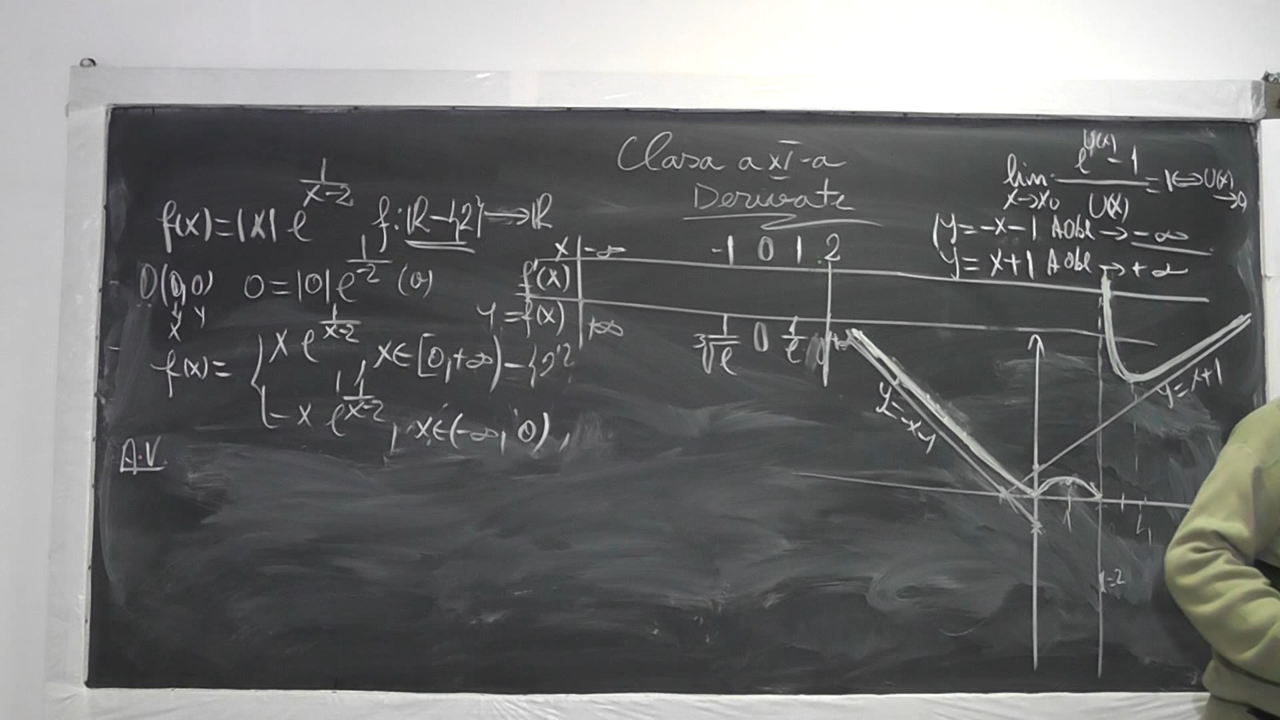 Clasa a XI-a
Derivate
f(x)=|x| e^{1/(x-2)} f: ℝ-{2}→ℝ
O(0,0) 0=|0| e^{1/-2} (0)
x y
f(x)= { x e^{1/(x-2)}, x∈[0,+∞)-{2}
-x e^{1/(x-2)}, x∈(-∞, 0),
A.V.
x | -∞ -1 0 1 2
f'(x)
y=f(x) | +∞ 1/∛e 0 1/e 0 +∞
lim x→x₀ (e^{U(x)} - 1)/U(x) = 1 ⇔ U(x)→0
y=-x-1 A Obl → -∞
y=x+1 A Obl → +∞
y=-x-1
y=x+1